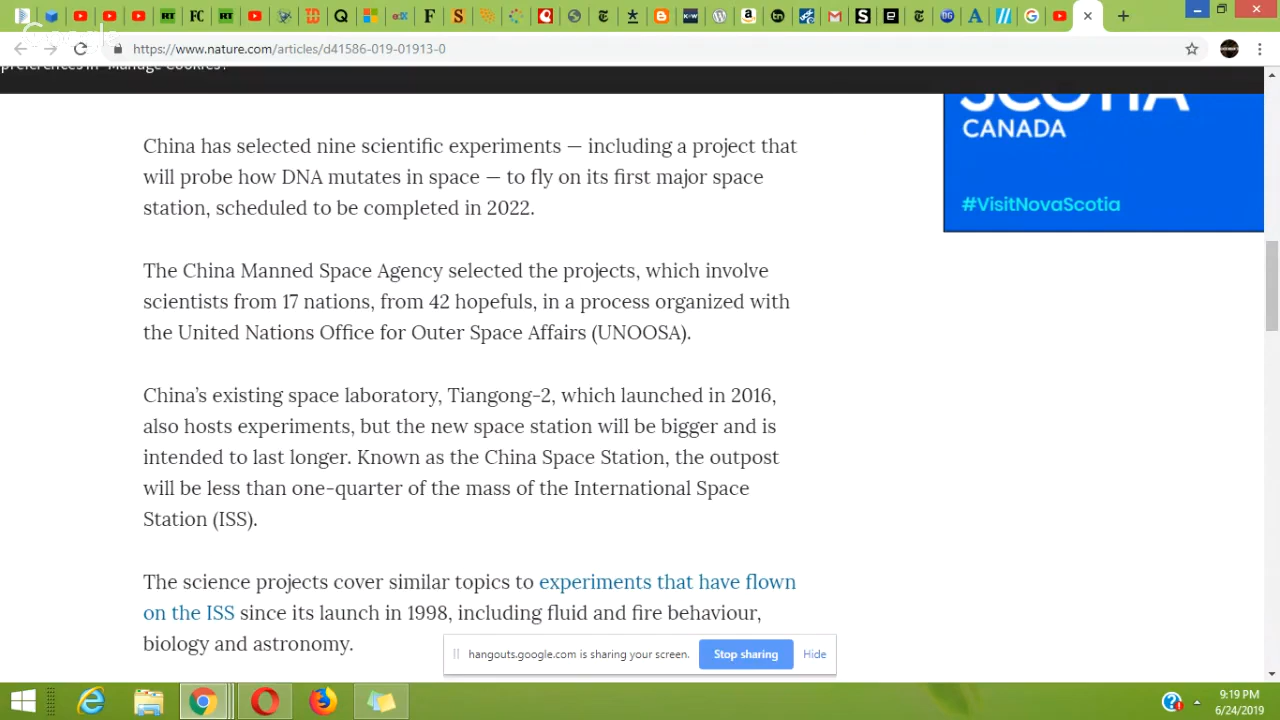 https://www.nature.com/articles/d41586-019-01913-0
preferences in 'Manage Cookies'.
SCOTIA
CANADA
#VisitNovaScotia
China has selected nine scientific experiments — including a project that
will probe how DNA mutates in space — to fly on its first major space
station, scheduled to be completed in 2022.
The China Manned Space Agency selected the projects, which involve
scientists from 17 nations, from 42 hopefuls, in a process organized with
the United Nations Office for Outer Space Affairs (UNOOSA).
China’s existing space laboratory, Tiangong-2, which launched in 2016,
also hosts experiments, but the new space station will be bigger and is
intended to last longer. Known as the China Space Station, the outpost
will be less than one-quarter of the mass of the International Space
Station (ISS).
The science projects cover similar topics to experiments that have flown
on the ISS since its launch in 1998, including fluid and fire behaviour,
biology and astronomy.
hangouts.google.com is sharing your screen.
Stop sharing
Hide
9:19 PM
6/24/2019